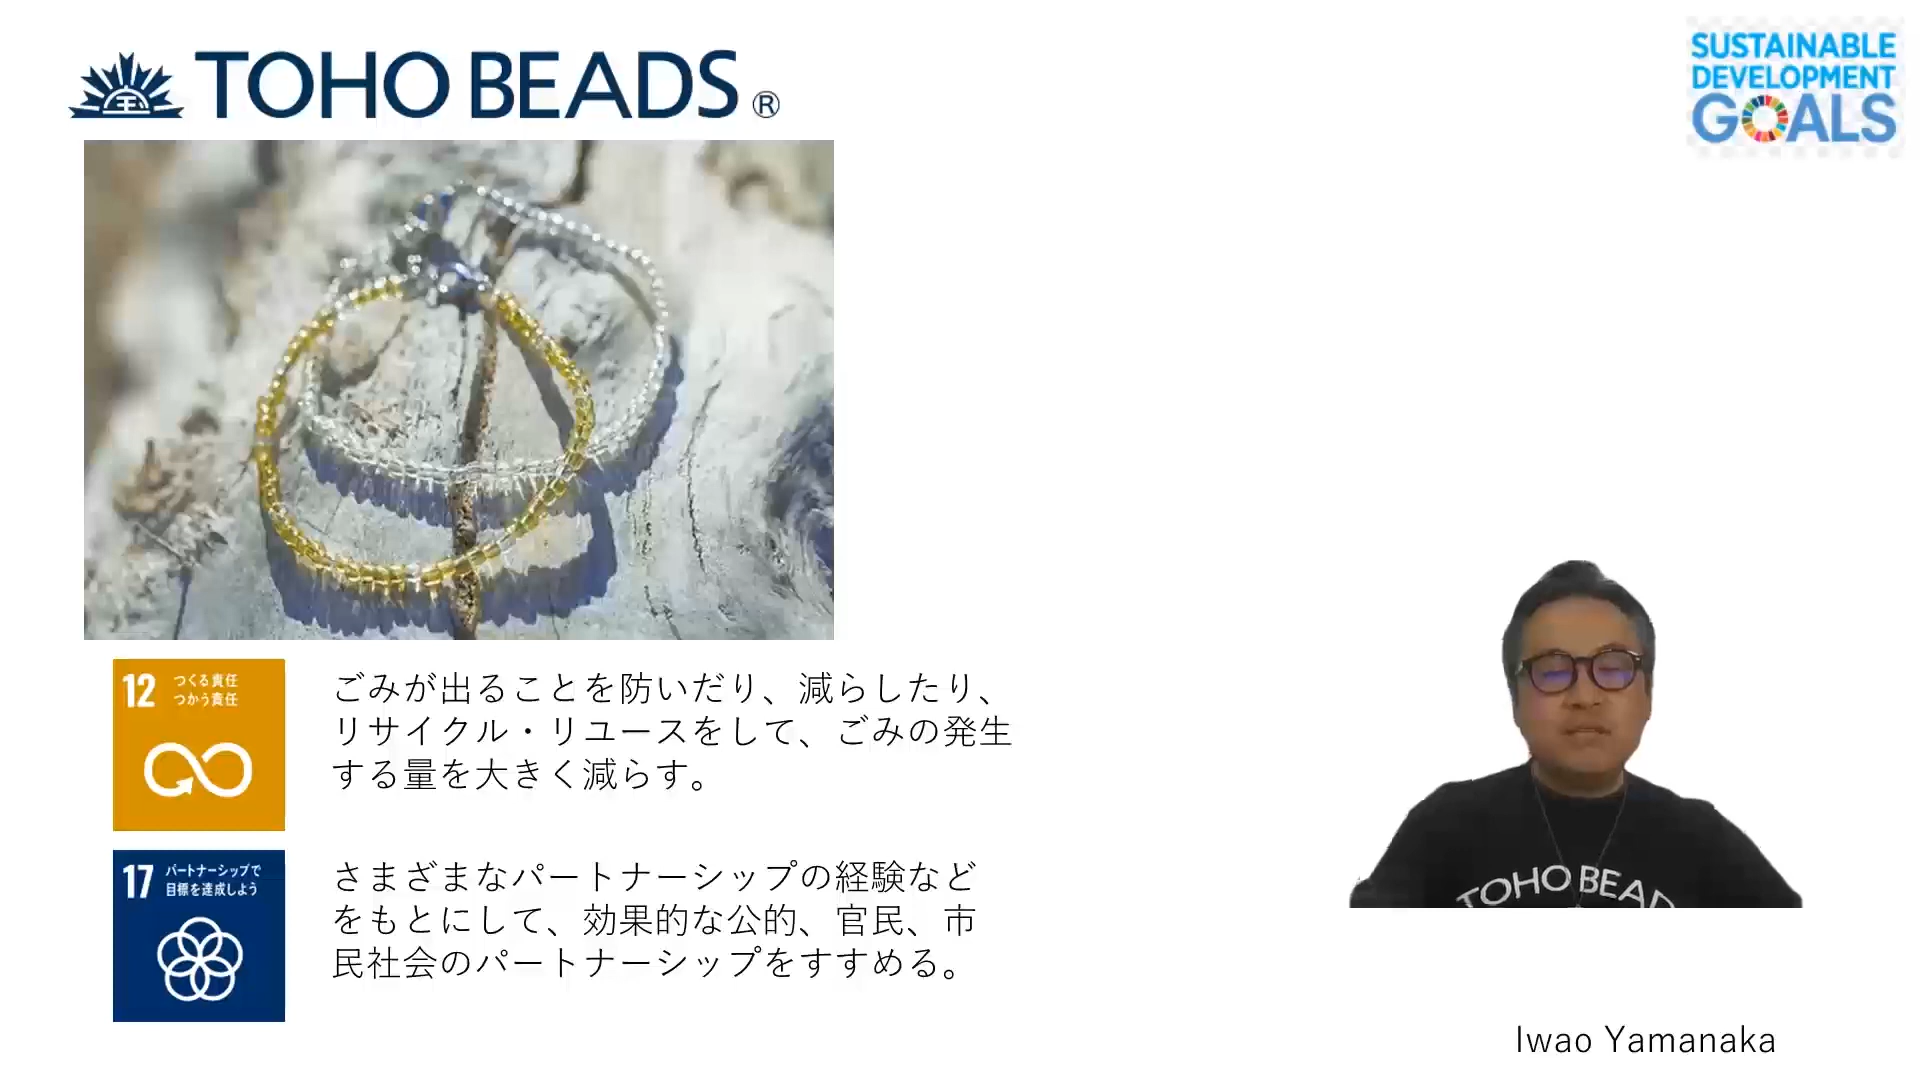 TOHO BEADS ®
SUSTAINABLE
DEVELOPMENT
GOALS
12 つくる責任
つかう責任
ごみが出ることを防いだり、減らしたり、
リサイクル・リユースをして、ごみの発生
する量を大きく減らす。
17 パートナーシップで
目標を達成しよう
さまざまなパートナーシップの経験など
をもとにして、効果的な公的、官民、市
民社会のパートナーシップをすすめる。
TOHO BEAD
Iwao Yamanaka